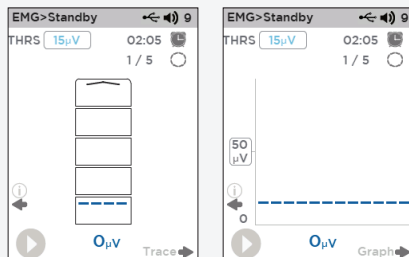 EMG>Standby 9
THRS 15µV 02:05
1 / 5
0µV
Trace
EMG>Standby 9
THRS 15µV 02:05
1 / 5
50
µV
0
0µV
Graph